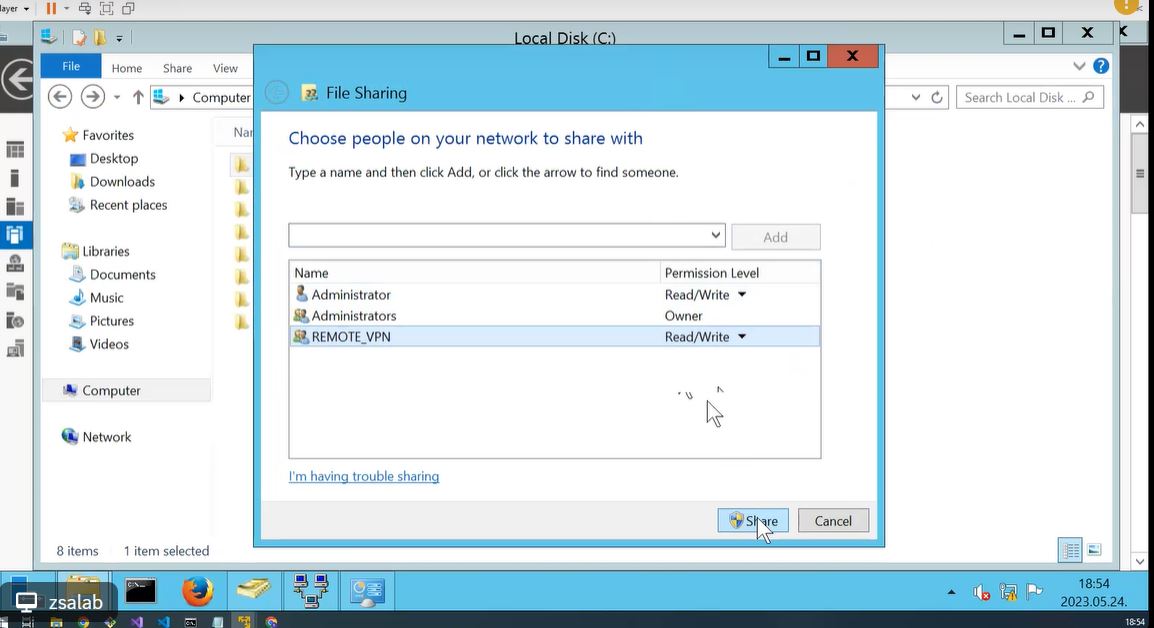 layer
Local Disk (C:)
File
Home
Share
View
Computer
Search Local Disk ...
File Sharing
Choose people on your network to share with
Type a name and then click Add, or click the arrow to find someone.
Add
Name
Permission Level
Administrator
Read/Write
Administrators
Owner
REMOTE_VPN
Read/Write
I'm having trouble sharing
Share
Cancel
Nar
Favorites
Desktop
Downloads
Recent places
Libraries
Documents
Music
Pictures
Videos
Computer
Network
8 items
1 item selected
zsalab
18:54
2023.05.24.
18:54